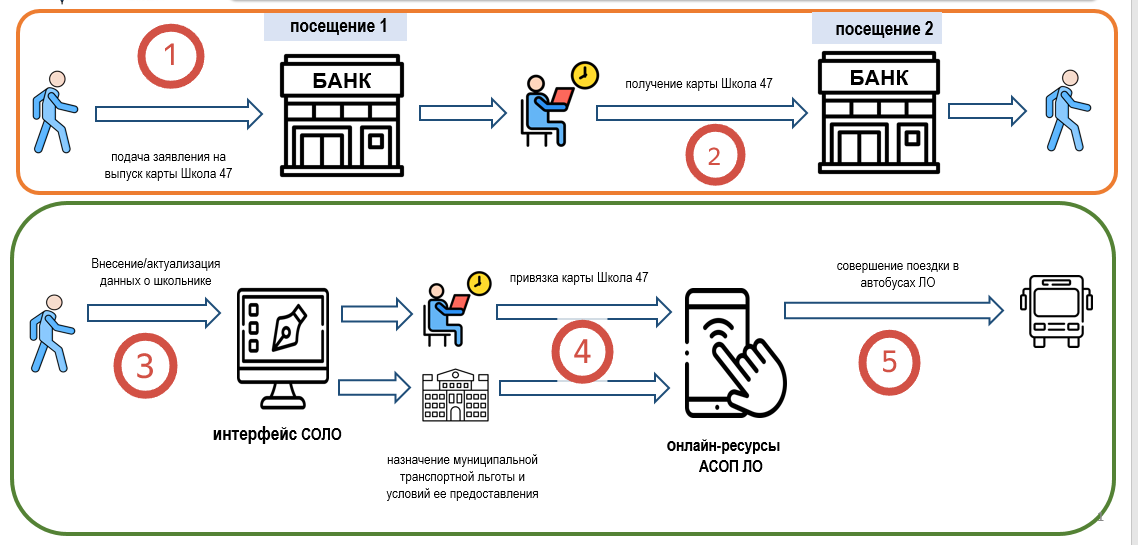 посещение 1
посещение 2
1
БАНК
БАНК
получение карты Школа 47
2
подача заявления на
выпуск карты Школа 47
Внесение/актуализация
данных о школьнике
3
привязка карты Школа 47
4
совершение поездки в
автобусах ЛО
5
интерфейс СОЛО
онлайн-ресурсы
АСОП ЛО
назначение муниципальной
транспортной льготы и
условий ее предоставления
1